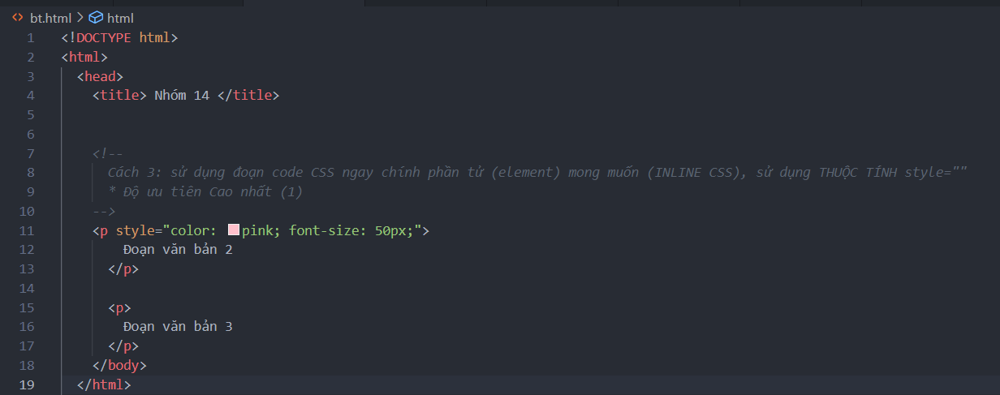 bt.html > html
1 <!DOCTYPE html>
2 <html>
3 <head>
4 <title> Nhóm 14 </title>
5
6
7 <!--
8 Cách 3: sử dụng đoạn code CSS ngay chính phần tử (element) mong muốn (INLINE CSS), sử dụng THUỘC TÍNH style=""
9 * Độ ưu tiên Cao nhất (1)
10 -->
11 <p style="color: pink; font-size: 50px;">
12 Đoạn văn bản 2
13 </p>
14
15 <p>
16 Đoạn văn bản 3
17 </p>
18 </body>
19 </html>